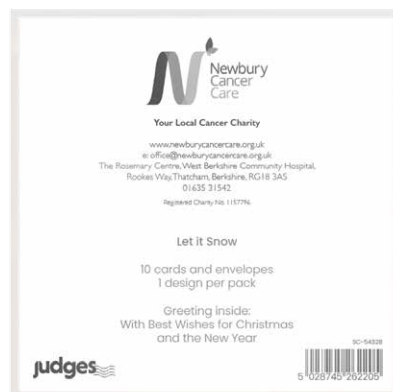 Newbury
Cancer
Care
Your Local Cancer Charity
www.newburycancercare.org.uk
e: office@newburycancercare.org.uk
The Rosemary Centre, West Berkshire Community Hospital,
Rookes Way, Thatcham, Berkshire, RG18 3AS
01635 31542
Registered Charity No. 1157796
Let it Snow
10 cards and envelopes
1 design per pack
Greeting inside:
With Best Wishes for Christmas
and the New Year
SC-54328
judges
5 028745 262205